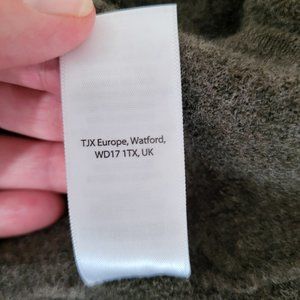 TJX Europe, Watford,
WD17 1TX, UK